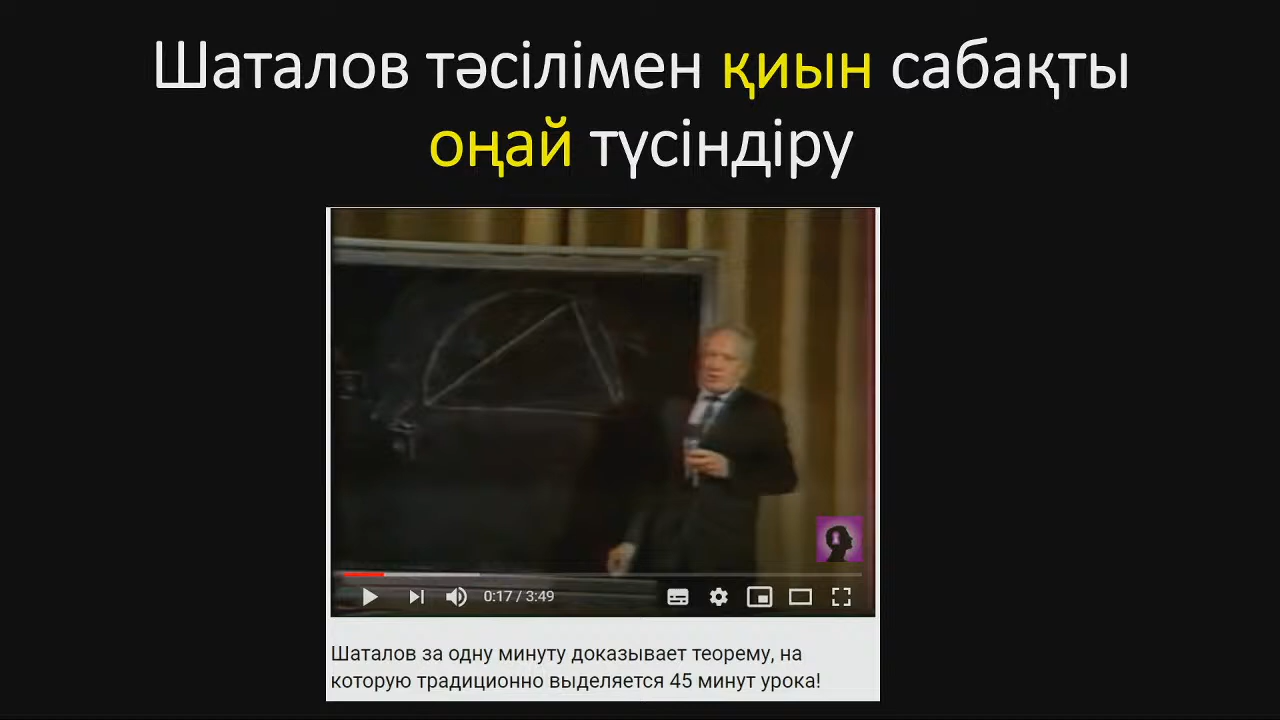 Шаталов тәсілімен қиын сабақты
оңай түсіндіру
0:17 / 3:49
Шаталов за одну минуту доказывает теорему, на
которую традиционно выделяется 45 минут урока!